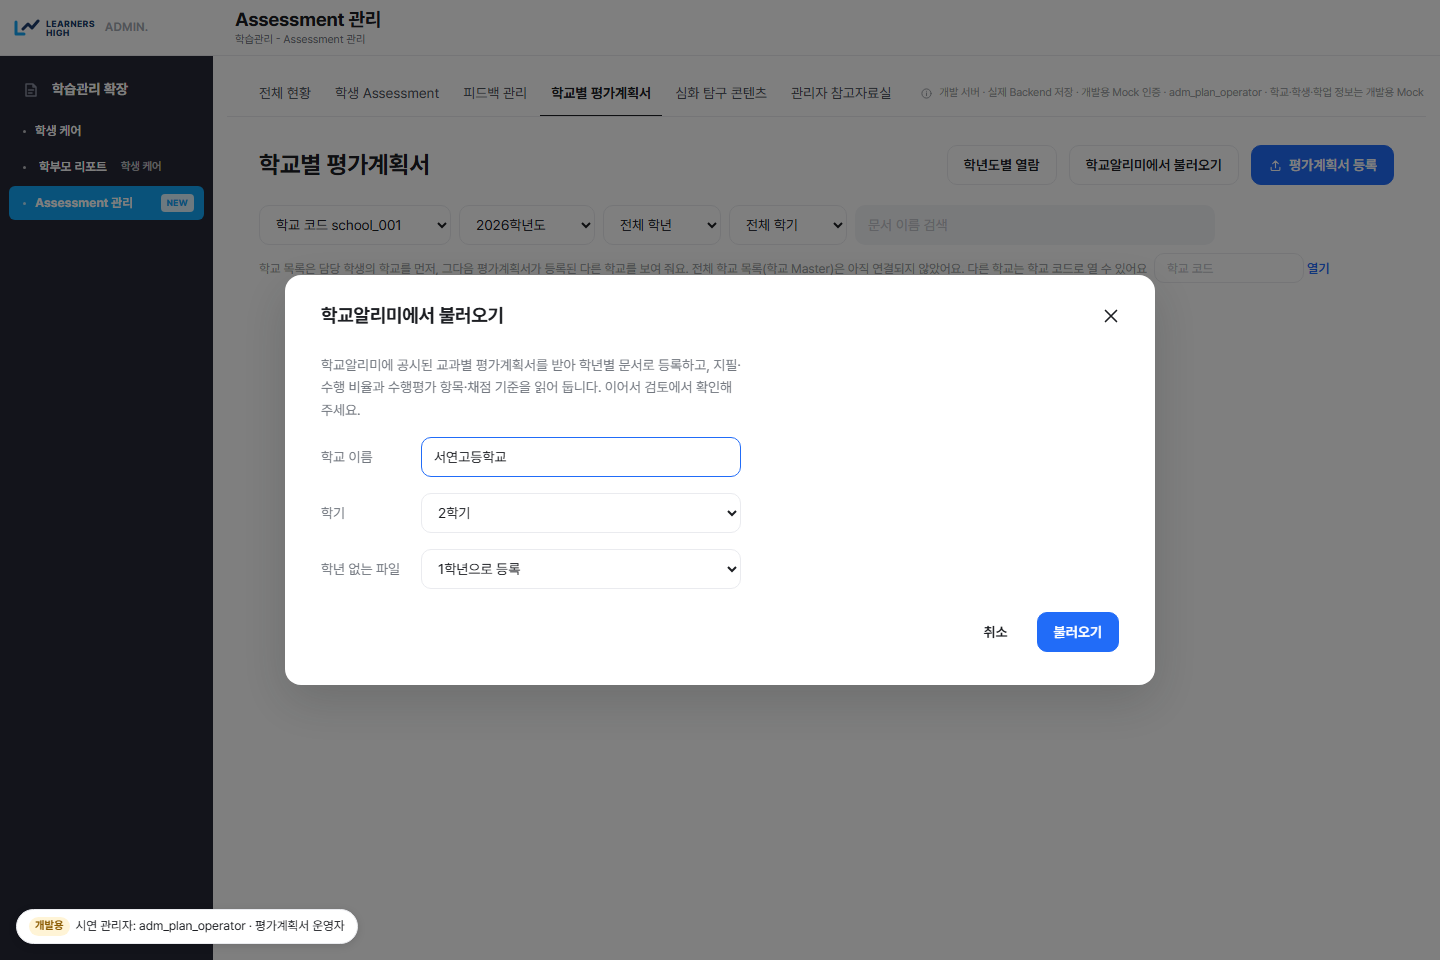 LEARNERS HIGH ADMIN.
Assessment 관리
학습관리 - Assessment 관리
학습관리 확장
학생 케어
학부모 리포트 학생 케어
Assessment 관리 NEW
전체 현황 학생 Assessment 피드백 관리 학교별 평가계획서 심화 탐구 콘텐츠 관리자 참고자료실
개발 서버 · 실제 Backend 저장 · 개발용 Mock 인증 · adm_plan_operator · 학교·학생·학업 정보는 개발용 Mock
학교별 평가계획서
학년도별 열람 학교알리미에서 불러오기 평가계획서 등록
학교 코드 school_001 2026학년도 전체 학년 전체 학기 문서 이름 검색
학교 목록은 담당 학생의 학교를 먼저, 그다음 평가계획서가 등록된 다른 학교를 보여 줘요. 전체 학교 목록(학교 Master)은 아직 연결되지 않았어요. 다른 학교는 학교 코드로 열 수 있어요 학교 코드 열기
학교알리미에서 불러오기
학교알리미에 공시된 교과별 평가계획서를 받아 학년별 문서로 등록하고, 지필·
수행 비율과 수행평가 항목·채점 기준을 읽어 둡니다. 이어서 검토에서 확인해
주세요.
학교 이름 서연고등학교
학기 2학기
학년 없는 파일 1학년으로 등록
취소 불러오기
개발용 시연 관리자: adm_plan_operator · 평가계획서 운영자